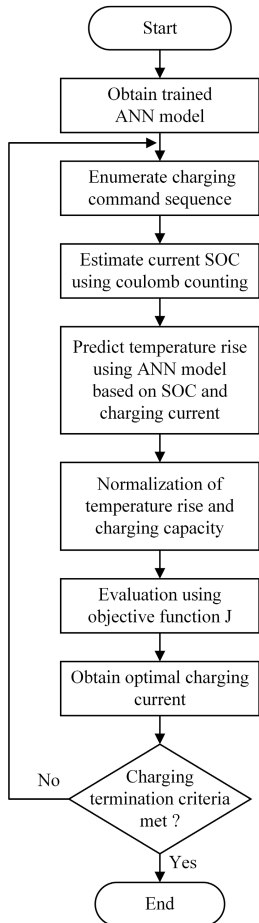 Start
Obtain trained
ANN model
Enumerate charging
command sequence
Estimate current SOC
using coulomb counting
Predict temperature rise
using ANN model
based on SOC and
charging current
Normalization of
temperature rise and
charging capacity
Evaluation using
objective function J
Obtain optimal charging
current
Charging
termination criteria
met ?
No
Yes
End